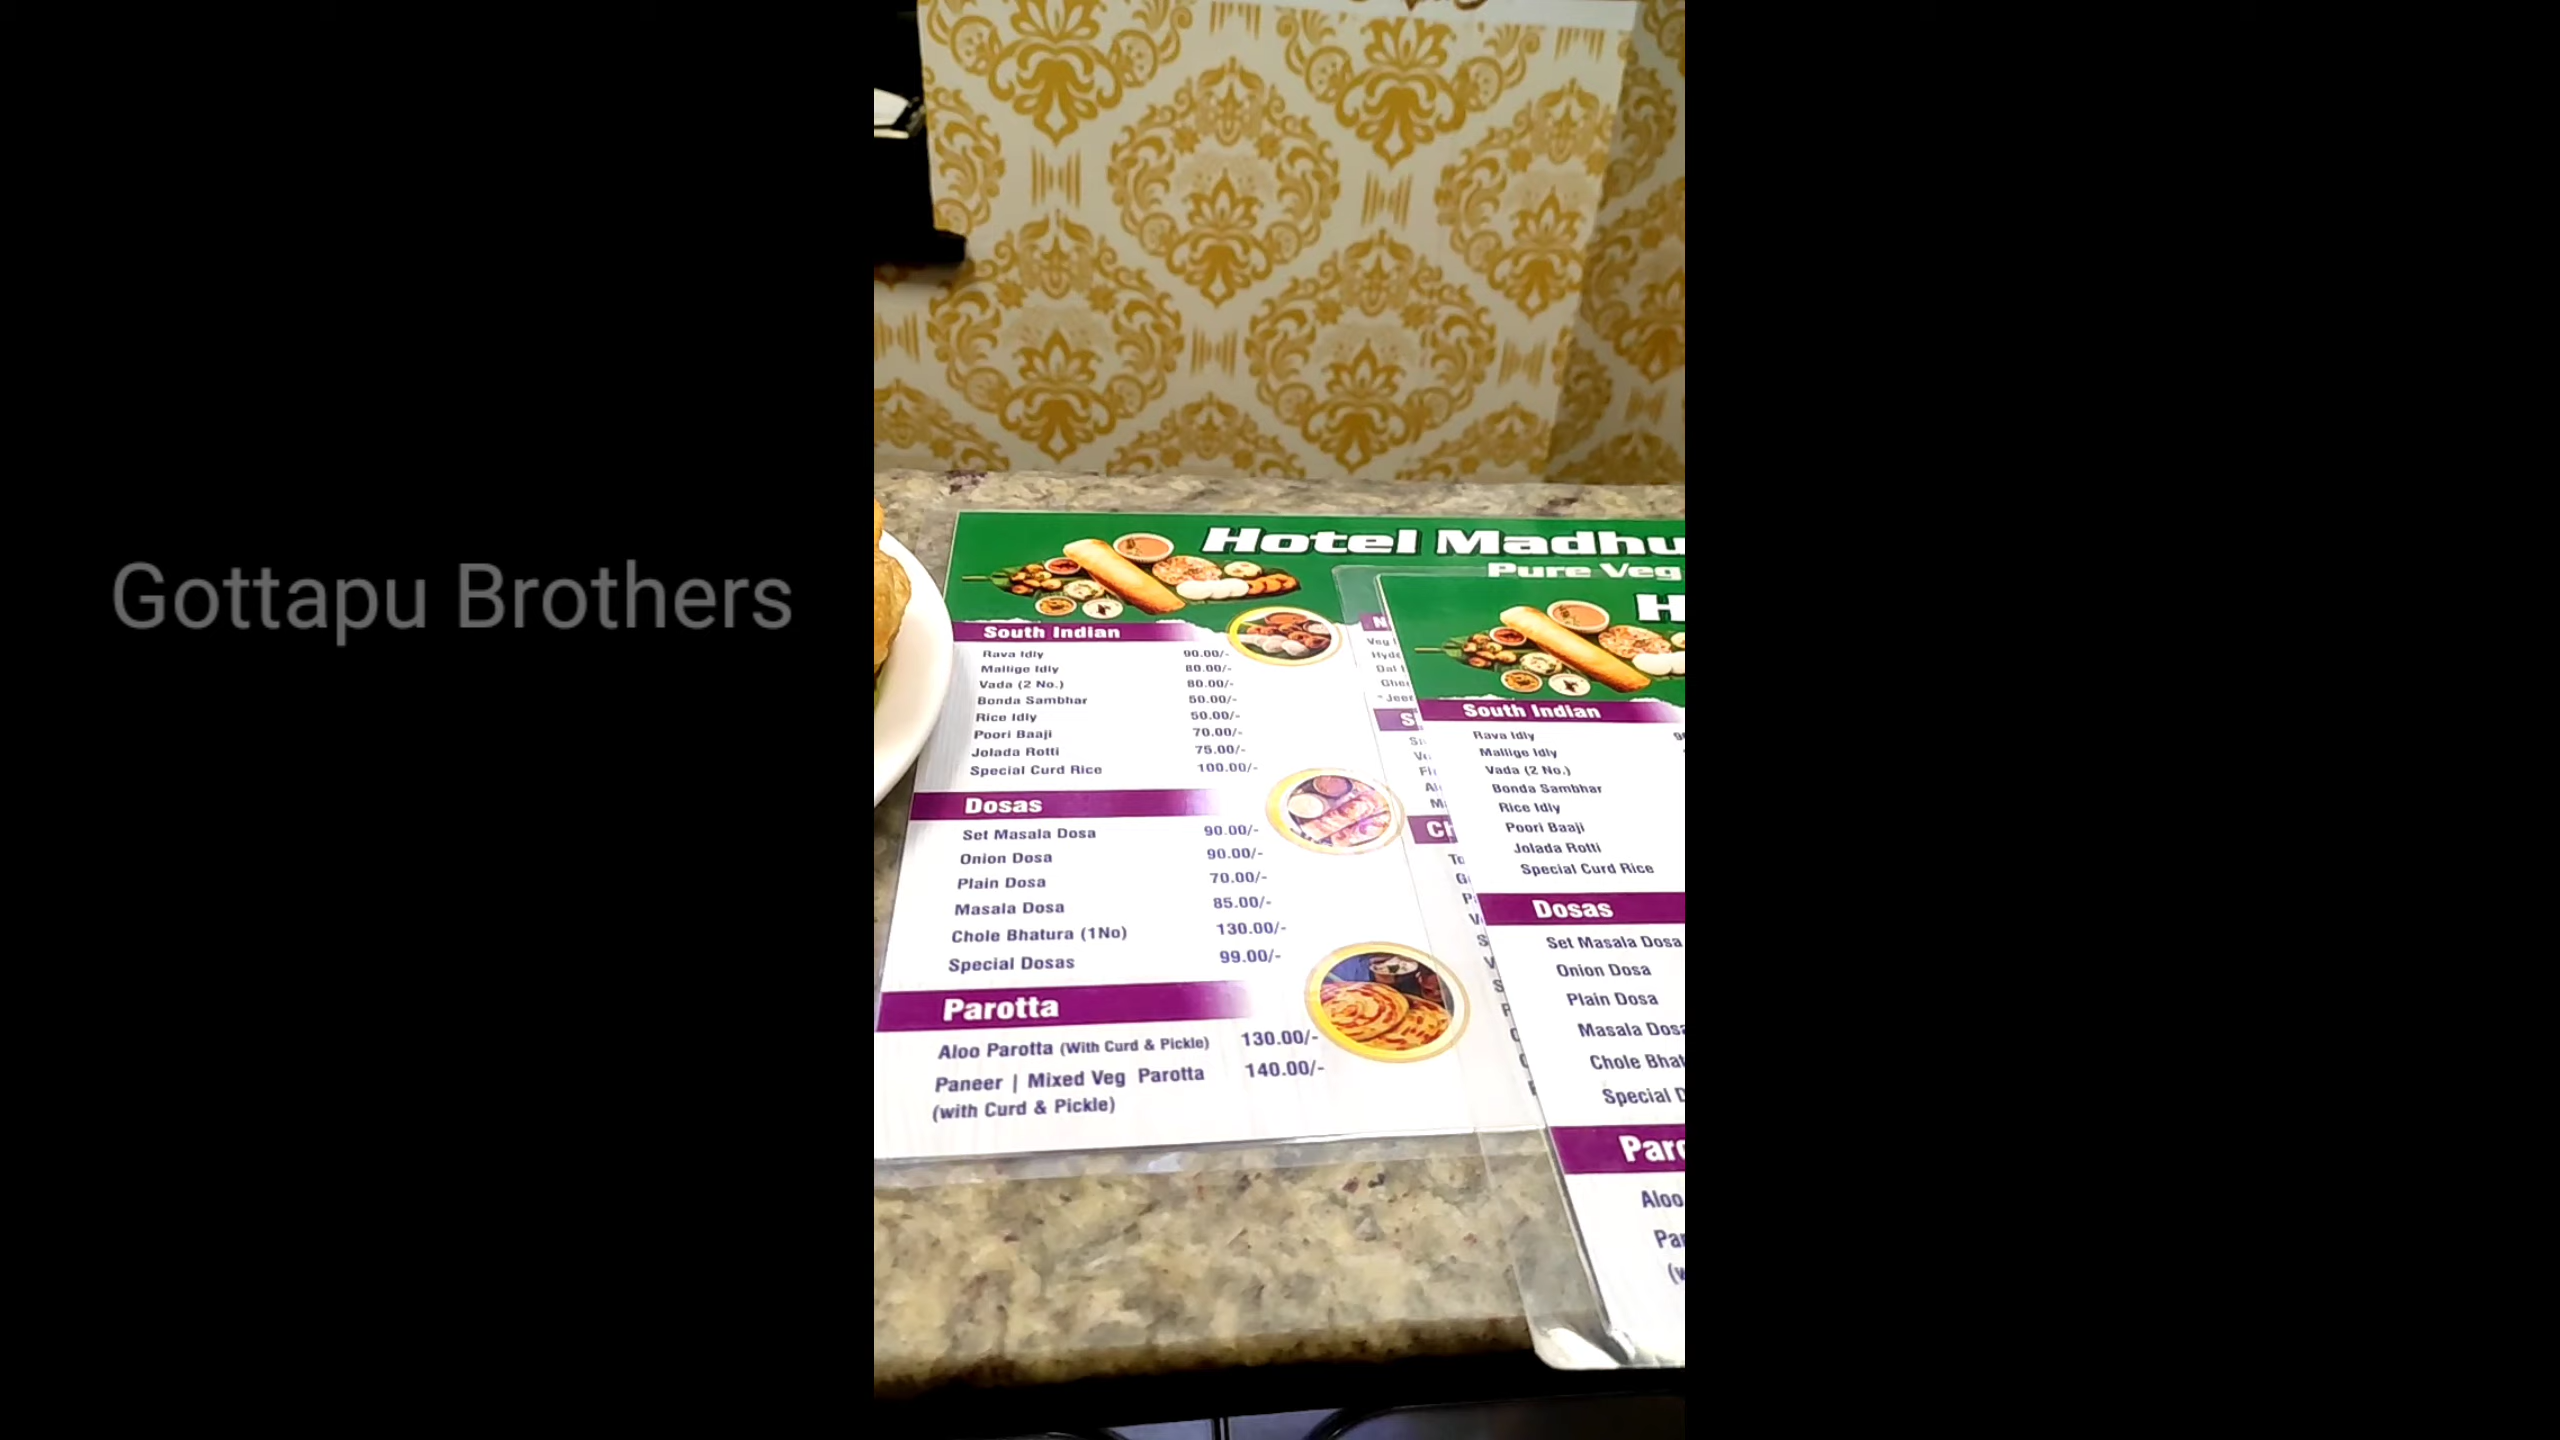 Gottapu Brothers
Hotel Madhu
Pure Veg
South Indian
Rava Idly 90.00/-
Mallige Idly 80.00/-
Vada (2 No.) 80.00/-
Bonda Sambhar 50.00/-
Rice Idly 50.00/-
Poori Baaji 70.00/-
Jolada Rotti 75.00/-
Special Curd Rice 100.00/-
Dosas
Set Masala Dosa 90.00/-
Onion Dosa 90.00/-
Plain Dosa 70.00/-
Masala Dosa 85.00/-
Chole Bhatura (1No) 130.00/-
Special Dosas 99.00/-
Parotta
Aloo Parotta (With Curd & Pickle) 130.00/-
Paneer | Mixed Veg Parotta 140.00/-
(with Curd & Pickle)
South Indian
Rava Idly
Mallige Idly
Vada (2 No.)
Bonda Sambhar
Rice Idly
Poori Baaji
Jolada Rotti
Special Curd Rice
Dosas
Set Masala Dosa
Onion Dosa
Plain Dosa
Masala
Chole
Special
Aloo